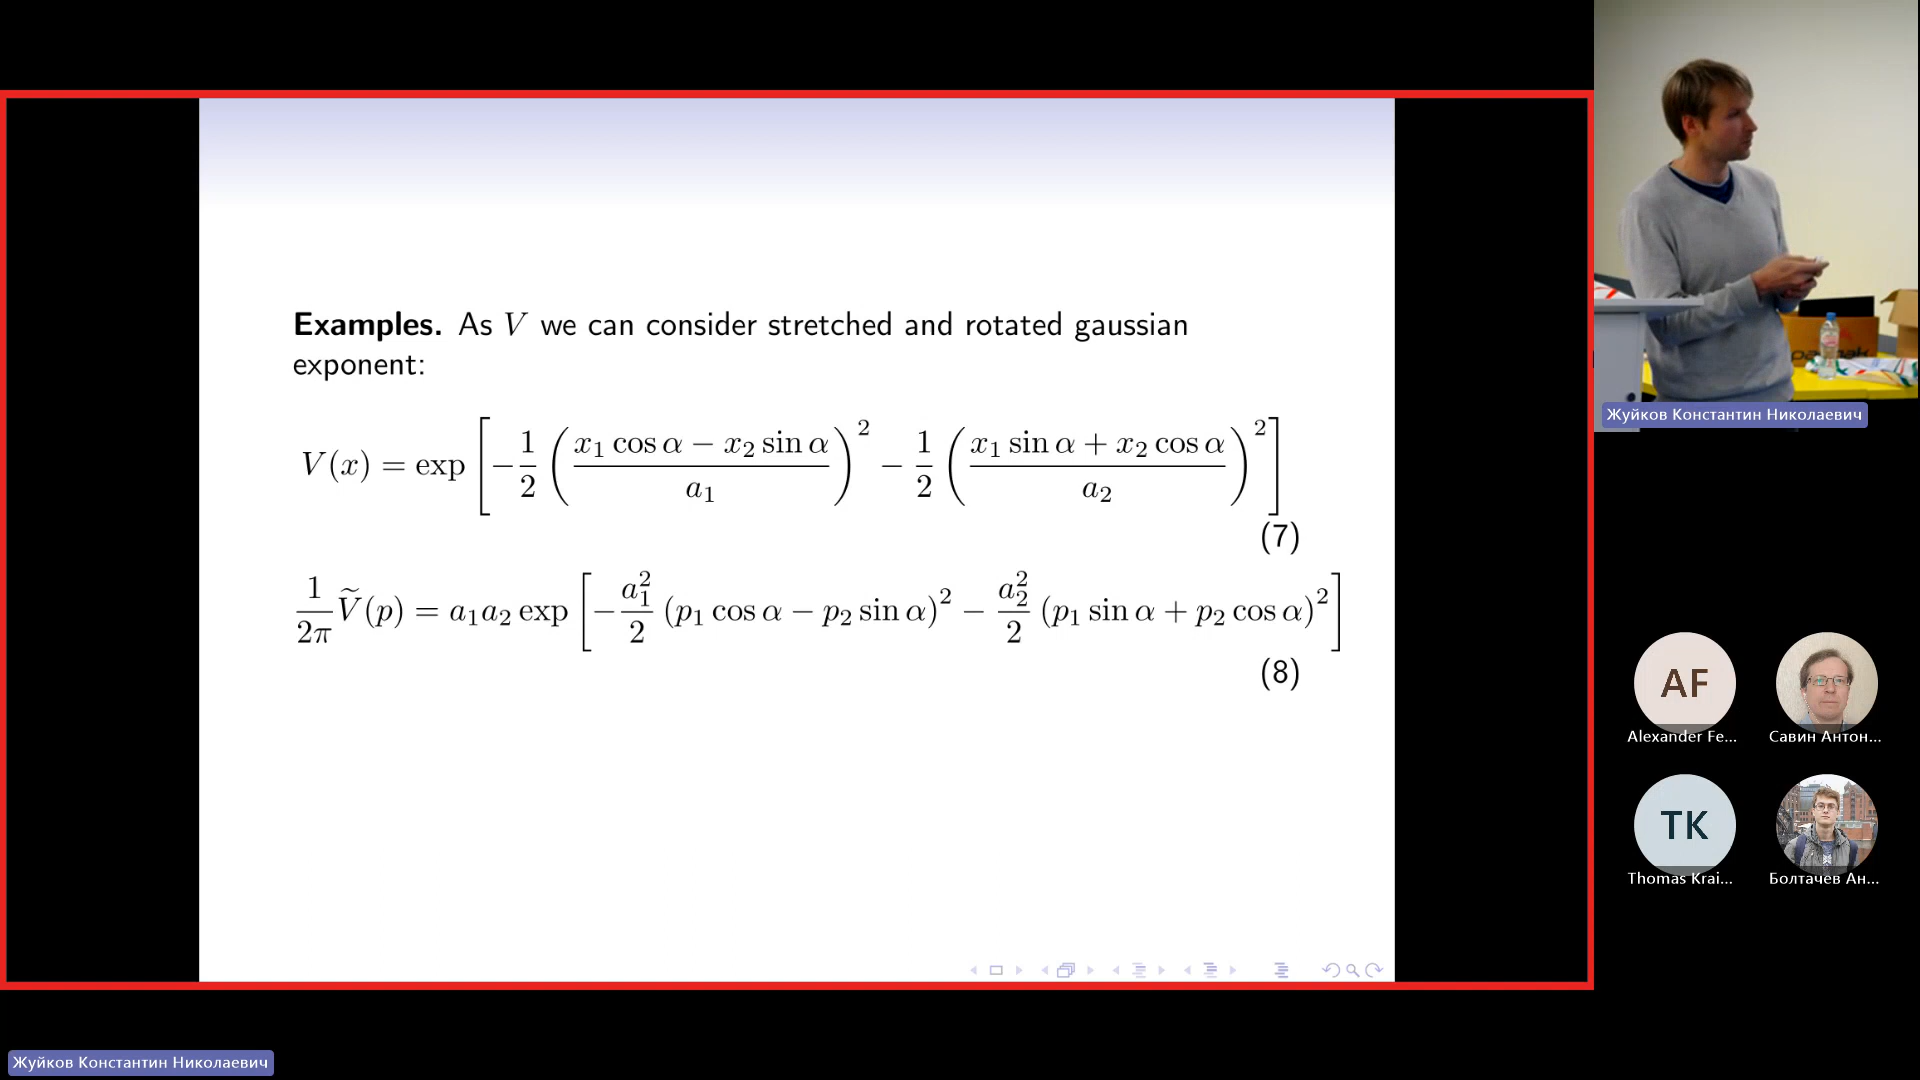 Examples. As V we can consider stretched and rotated gaussian
exponent:
V(x) = exp [ −1/2 ( (x₁ cos α − x₂ sin α) / a₁ )² − 1/2 ( (x₁ sin α + x₂ cos α) / a₂ )² ]
(7)
1/2π Ṽ(p) = a₁a₂ exp [ −a₁²/2 (p₁ cos α − p₂ sin α)² − a₂²/2 (p₁ sin α + p₂ cos α)² ]
(8)
Жуйков Константин Николаевич
AF
Alexander Fe...
Савин Антон...
TK
Thomas Krai...
Болтачев Ан...
Жуйков Константин Николаевич